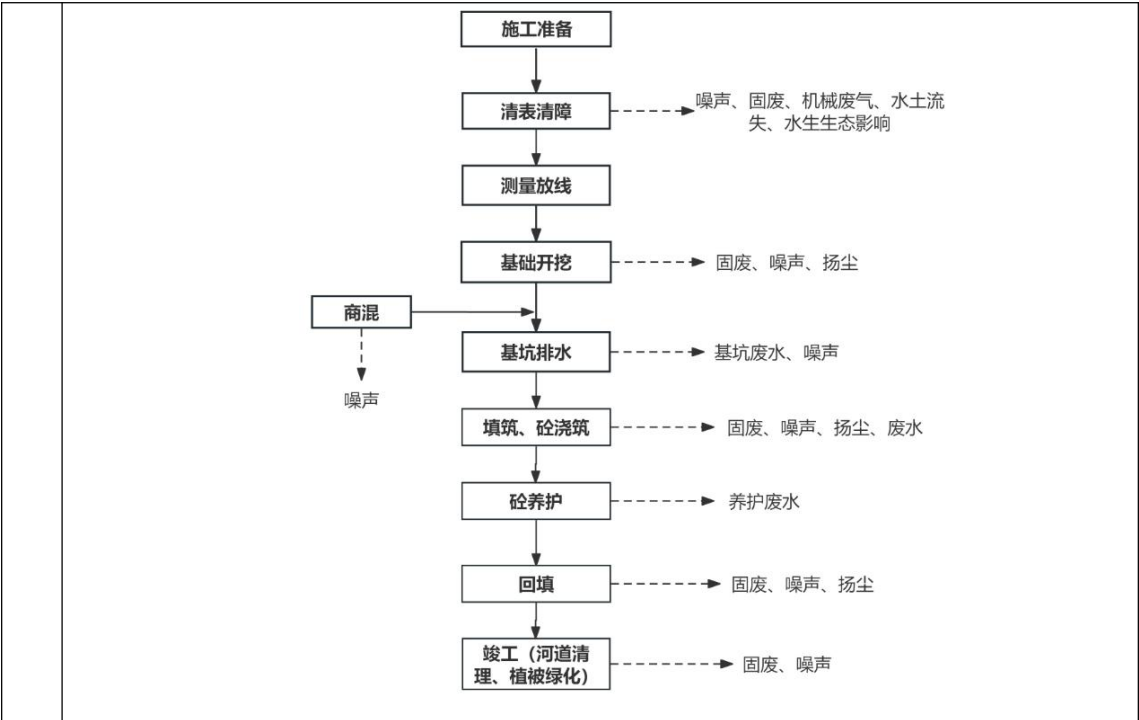 施工准备
清表清障
噪声、固废、机械废气、水土流
失、水生生态影响
测量放线
基础开挖
固废、噪声、扬尘
商混
噪声
基坑排水
基坑废水、噪声
填筑、砼浇筑
固废、噪声、扬尘、废水
砼养护
养护废水
回填
固废、噪声、扬尘
竣工（河道清
理、植被绿化）
固废、噪声